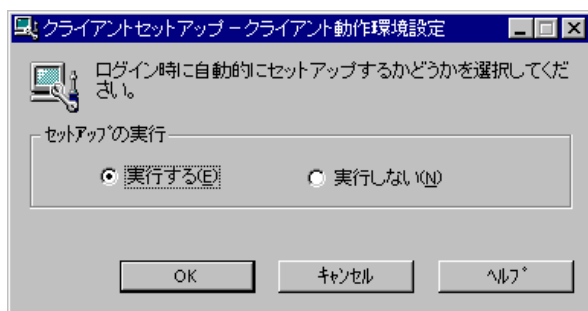 クライアントセットアップ－クライアント動作環境設定
ログイン時に自動的にセットアップするかどうかを選択してくだ
さい。
ｾｯﾄｱｯﾌﾟの実行
実行する(E)
実行しない(N)
OK
ｷｬﾝｾﾙ
ﾍﾙﾌﾟ